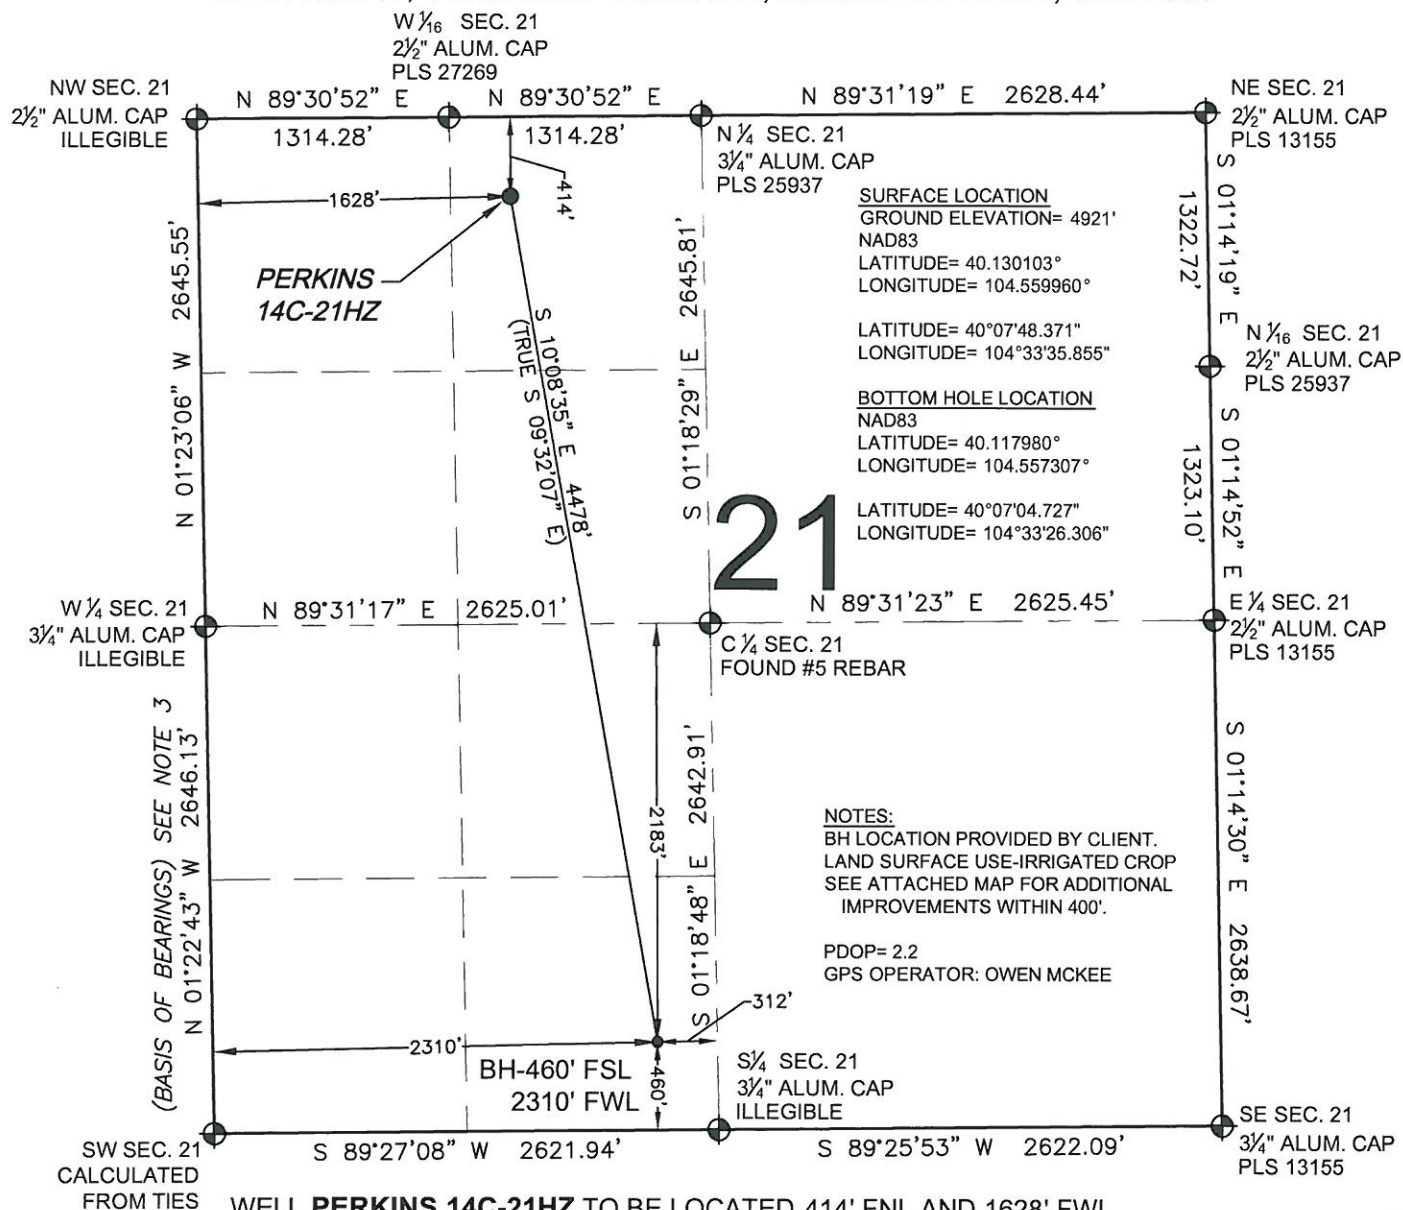 W 1/16 SEC. 21
2½" ALUM. CAP
PLS 27269
NW SEC. 21
2½" ALUM. CAP
ILLEGIBLE
N 89°30'52" E
1314.28'
N 89°30'52" E
1314.28'
N 89°31'19" E 2628.44'
NE SEC. 21
2½" ALUM. CAP
PLS 13155
N ¼ SEC. 21
3¼" ALUM. CAP
PLS 25937
1628'
414'
PERKINS
14C-21HZ
SURFACE LOCATION
GROUND ELEVATION= 4921'
NAD83
LATITUDE= 40.130103°
LONGITUDE= 104.559960°
LATITUDE= 40°07'48.371"
LONGITUDE= 104°33'35.855"
BOTTOM HOLE LOCATION
NAD83
LATITUDE= 40.117980°
LONGITUDE= 104.557307°
LATITUDE= 40°07'04.727"
LONGITUDE= 104°33'26.306"
S 01°14'19" E
1322.72'
N 1/16 SEC. 21
2½" ALUM. CAP
PLS 25937
S 01°14'52" E
1323.10'
N 01°23'06" W 2645.55'
S 10°08'35" E 4478'
(TRUE S 09°32'07" E)
S 01°18'29" E 2645.81'
21
W ¼ SEC. 21
3¼" ALUM. CAP
ILLEGIBLE
N 89°31'17" E 2625.01'
N 89°31'23" E 2625.45'
C ¼ SEC. 21
FOUND #5 REBAR
E ¼ SEC. 21
2½" ALUM. CAP
PLS 13155
(BASIS OF BEARINGS) SEE NOTE 3
N 01°22'43" W 2646.13'
2183'
S 01°18'48" E 2642.91'
S 01°14'30" E 2638.67'
NOTES:
BH LOCATION PROVIDED BY CLIENT.
LAND SURFACE USE-IRRIGATED CROP
SEE ATTACHED MAP FOR ADDITIONAL
IMPROVEMENTS WITHIN 400'.
PDOP= 2.2
GPS OPERATOR: OWEN MCKEE
312'
2310'
BH-460' FSL
2310' FWL
460'
S¼ SEC. 21
3¼" ALUM. CAP
ILLEGIBLE
SW SEC. 21
CALCULATED
FROM TIES
S 89°27'08" W 2621.94'
S 89°25'53" W 2622.09'
SE SEC. 21
3¼" ALUM. CAP
PLS 13155
WELL PERKINS 14C-21HZ TO BE LOCATED 414' FNL AND 1628' FWL